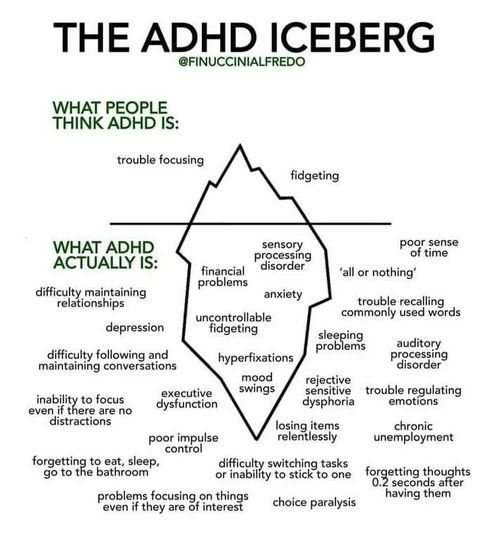 THE ADHD ICEBERG
@FINUCCINIALFREDO
WHAT PEOPLE
THINK ADHD IS:
trouble focusing
fidgeting
WHAT ADHD
ACTUALLY IS:
sensory
processing
disorder
poor sense
of time
financial
problems
'all or nothing'
anxiety
difficulty maintaining
relationships
trouble recalling
commonly used words
uncontrollable
fidgeting
depression
sleeping
problems
auditory
processing
disorder
difficulty following and
maintaining conversations
hyperfixations
mood
swings
rejective
sensitive
dysphoria
trouble regulating
emotions
executive
dysfunction
inability to focus
even if there are no
distractions
losing items
relentlessly
chronic
unemployment
poor impulse
control
forgetting to eat, sleep,
go to the bathroom
difficulty switching tasks
or inability to stick to one
forgetting thoughts
0.2 seconds after
having them
problems focusing on things
even if they are of interest
choice paralysis